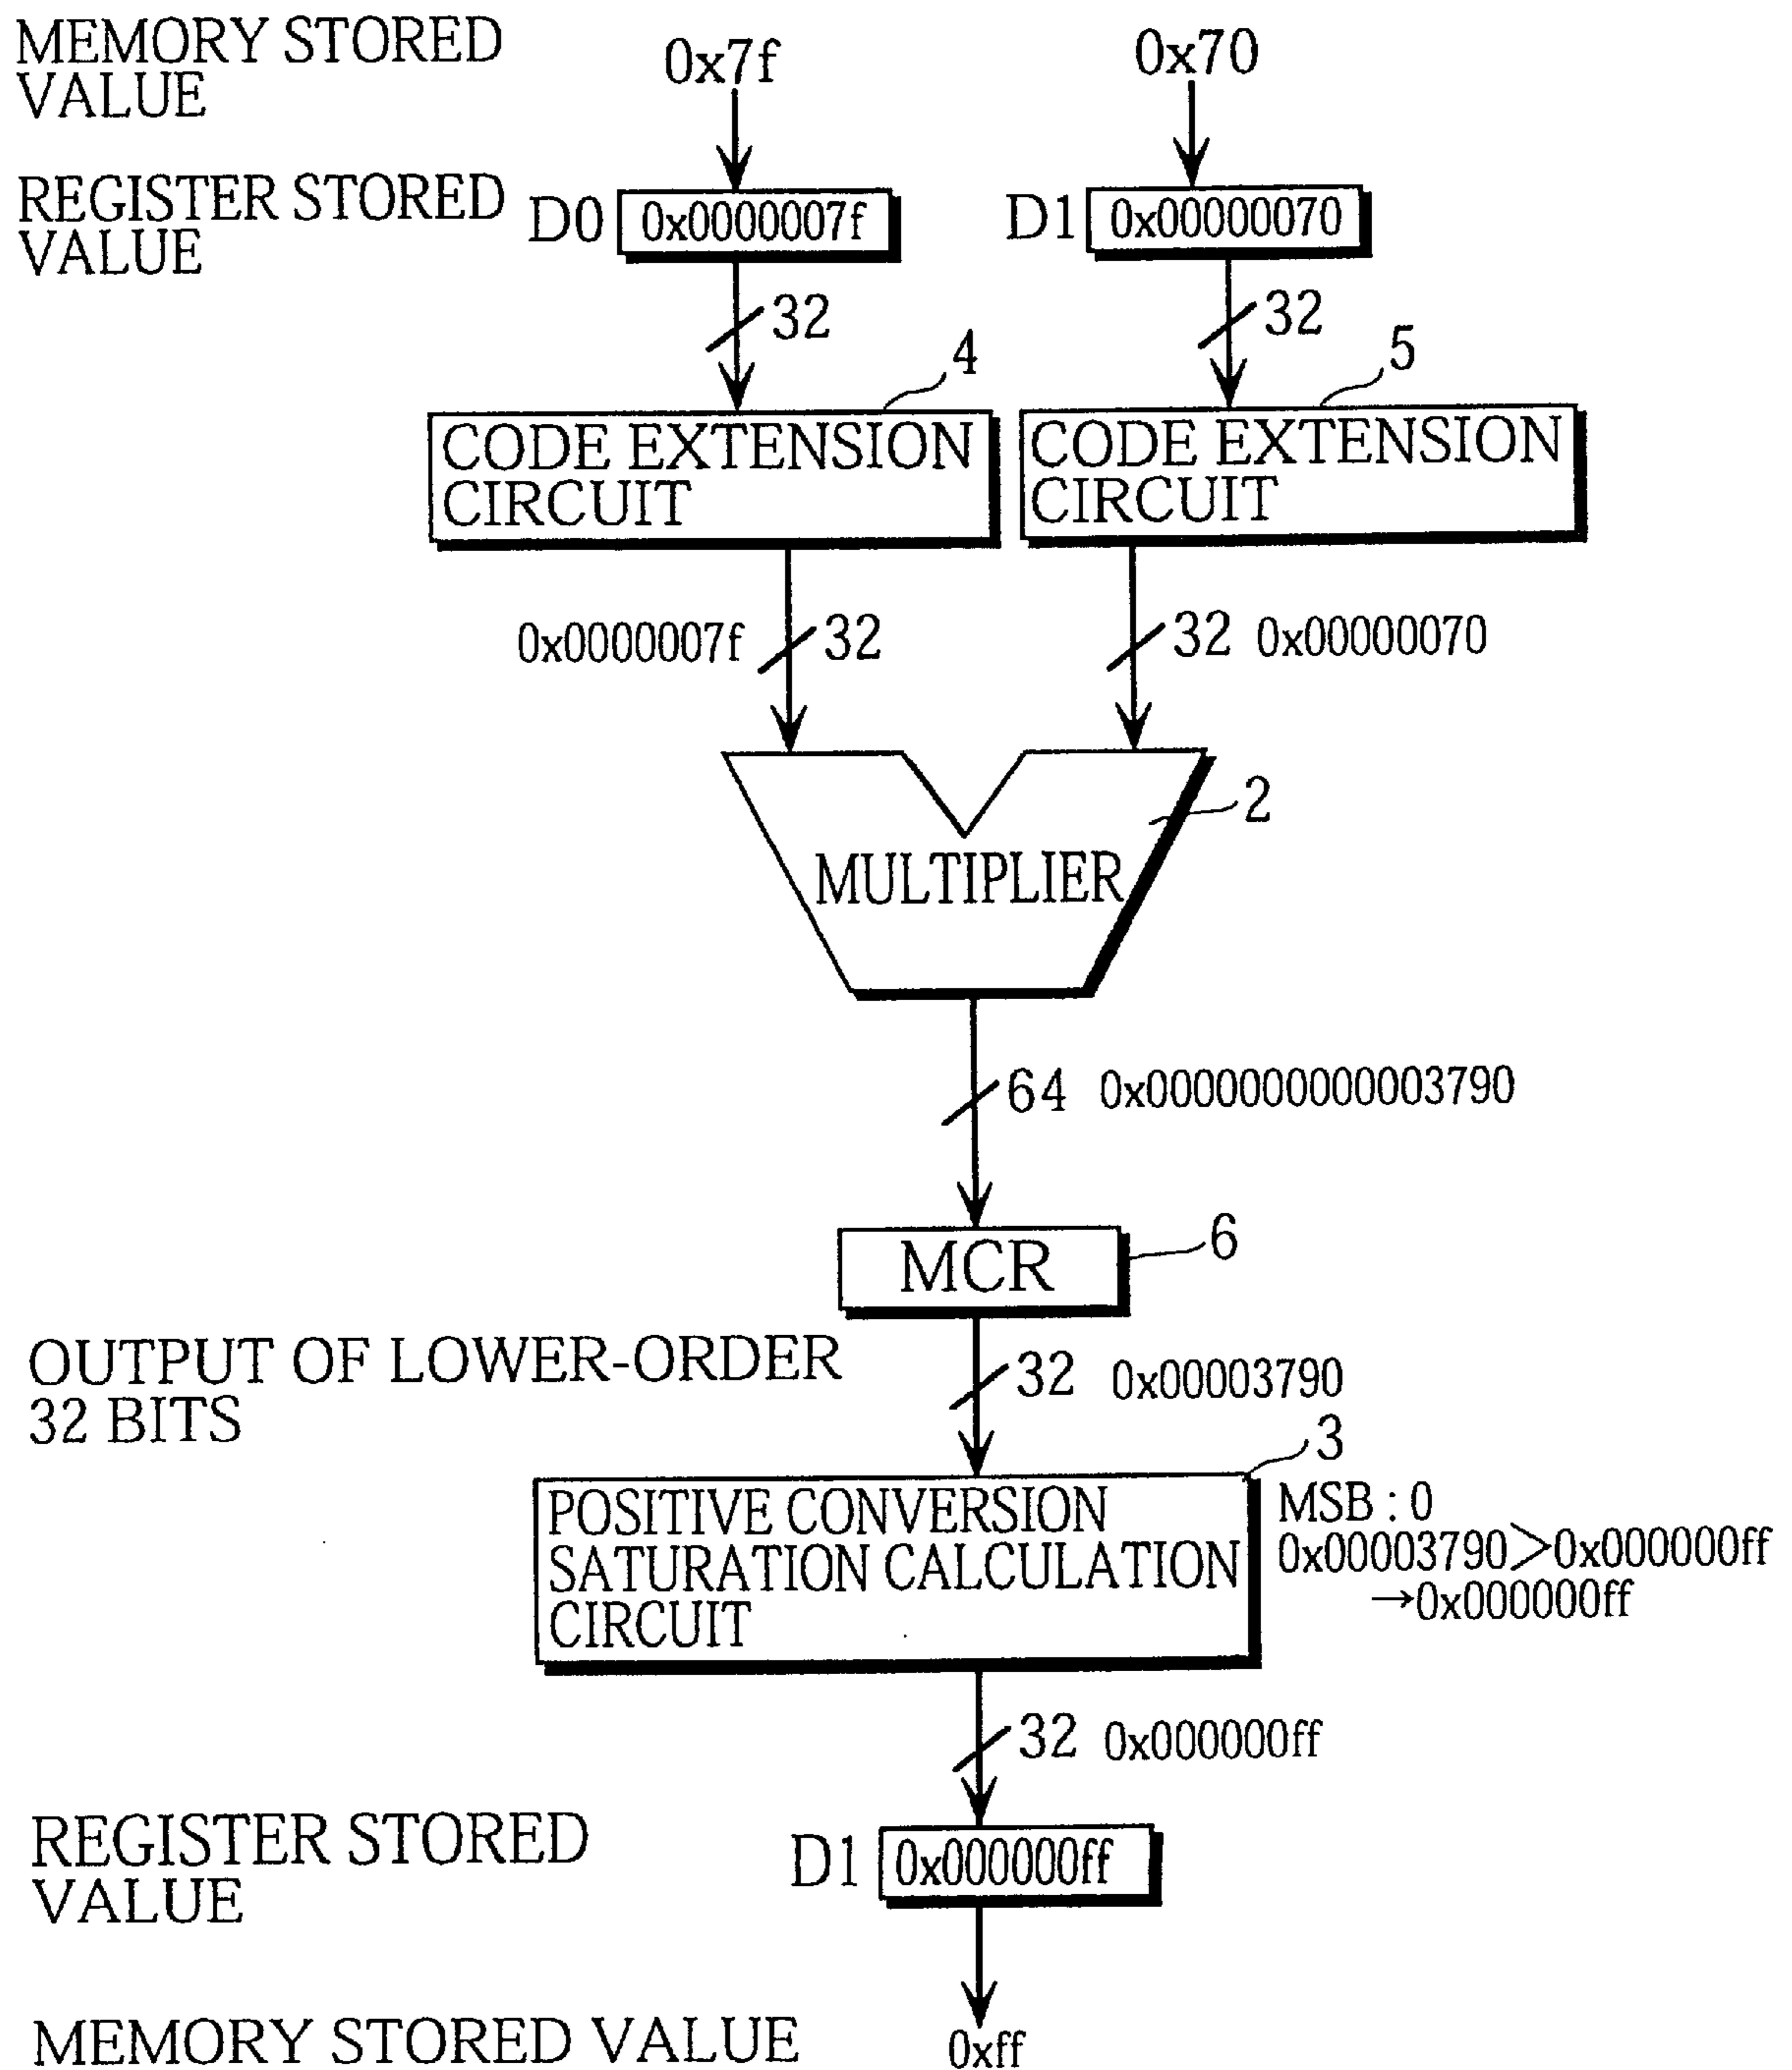 MEMORY STORED
VALUE
0x7f
0x70
REGISTER STORED
VALUE
D0
0x0000007f
D1
0x00000070
32
32
4
5
CODE EXTENSION
CIRCUIT
CODE EXTENSION
CIRCUIT
0x0000007f
32
32
0x00000070
2
MULTIPLIER
64
0x0000000000003790
MCR
6
OUTPUT OF LOWER-ORDER
32 BITS
32
0x00003790
3
POSITIVE CONVERSION
SATURATION CALCULATION
CIRCUIT
MSB : 0
0x00003790>0x000000ff
→0x000000ff
32
0x000000ff
REGISTER STORED
VALUE
D1
0x000000ff
MEMORY STORED VALUE
0xff